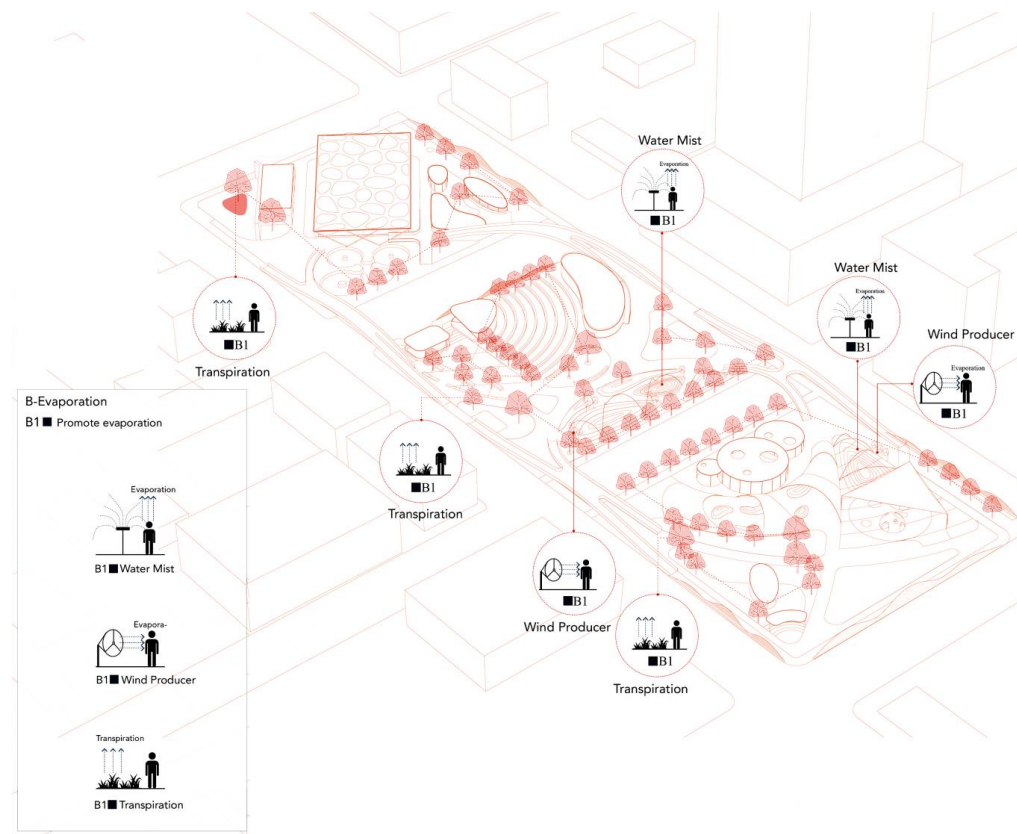 Water Mist
Evaporation
■B1
Water Mist
Evaporation
■B1
Wind Producer
Evaporation
■B1
■B1
Transpiration
B-Evaporation
B1■ Promote evaporation
■B1
Transpiration
Evaporation
B1■Water Mist
■B1
Wind Producer
Evapora-
B1■Wind Producer
■B1
Transpiration
Transpiration
B1■Transpiration